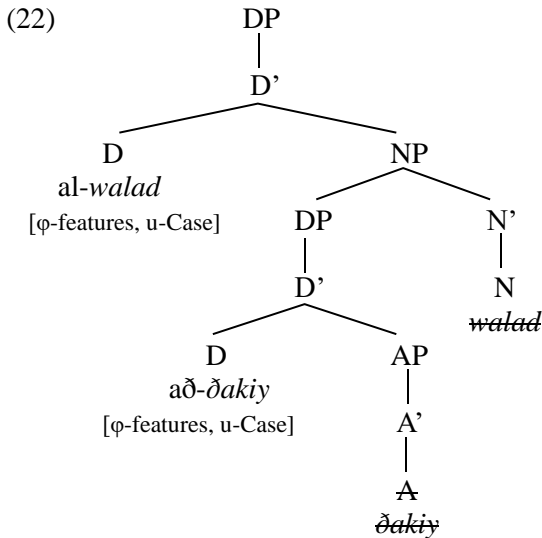 (22) DP
D’
D NP
al-walad
[φ-features, u-Case] DP N’
D’ N
walad
D AP
að-ðakiy
[φ-features, u-Case] A’
A
ðakiy